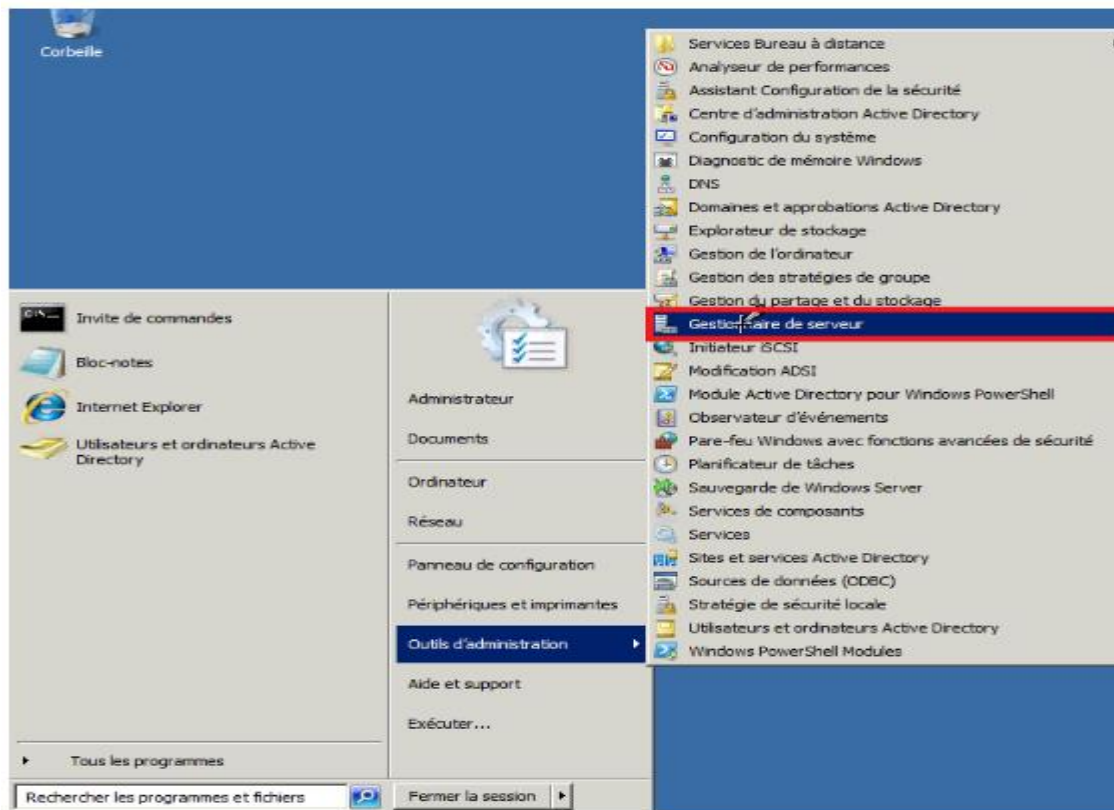 Corbeille
Invite de commandes
Bloc-notes
Internet Explorer
Utilisateurs et ordinateurs Active
Directory
Tous les programmes
Rechercher les programmes et fichiers
Administrateur
Documents
Ordinateur
Réseau
Panneau de configuration
Périphériques et imprimantes
Outils d'administration
Aide et support
Exécuter...
Fermer la session
Services Bureau à distance
Analyseur de performances
Assistant Configuration de la sécurité
Centre d'administration Active Directory
Configuration du système
Diagnostic de mémoire Windows
DNS
Domaines et approbations Active Directory
Explorateur de stockage
Gestion de l'ordinateur
Gestion des stratégies de groupe
Gestion du partage et du stockage
Gestionnaire de serveur
Initiateur iSCSI
Modification ADSI
Module Active Directory pour Windows PowerShell
Observateur d'événements
Pare-feu Windows avec fonctions avancées de sécurité
Planificateur de tâches
Sauvegarde de Windows Server
Services de composants
Services
Sites et services Active Directory
Sources de données (ODBC)
Stratégie de sécurité locale
Utilisateurs et ordinateurs Active Directory
Windows PowerShell Modules